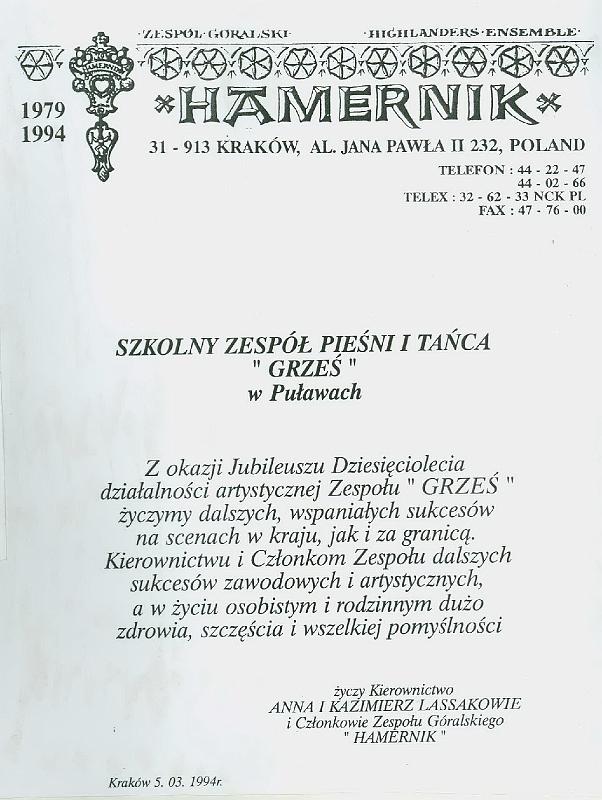 ·ZESPÓŁ·GÓRALSKI· ·HIGHLANDERS·ENSEMBLE·
HAMERNIK
1979
1994
HAMERNIK
31 - 913 KRAKÓW, AL. JANA PAWŁA II 232, POLAND
TELEFON : 44 - 22 - 47
44 - 02 - 66
TELEX : 32 - 62 - 33 NCK PL
FAX : 47 - 76 - 00
SZKOLNY ZESPÓŁ PIEŚNI I TAŃCA
" GRZEŚ "
w Puławach
Z okazji Jubileuszu Dziesięciolecia
działalności artystycznej Zespołu " GRZEŚ "
życzymy dalszych, wspaniałych sukcesów
na scenach w kraju, jak i za granicą.
Kierownictwu i Członkom Zespołu dalszych
sukcesów zawodowych i artystycznych,
a w życiu osobistym i rodzinnym dużo
zdrowia, szczęścia i wszelkiej pomyślności
życzy Kierownictwo
ANNA I KAZIMIERZ LASSAKOWIE
i Członkowie Zespołu Góralskiego
" HAMERNIK "
Kraków 5. 03. 1994r.